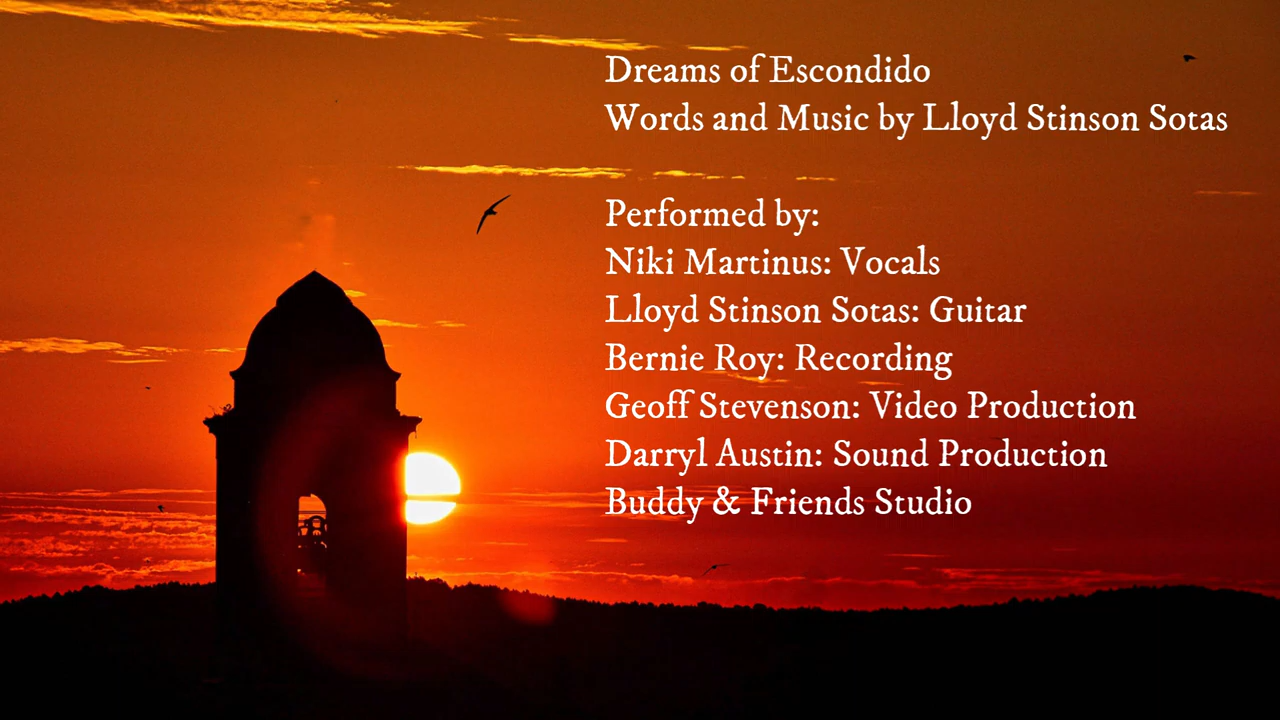 Dreams of Escondido
Words and Music by Lloyd Stinson Sotas
Performed by:
Niki Martinus: Vocals
Lloyd Stinson Sotas: Guitar
Bernie Roy: Recording
Geoff Stevenson: Video Production
Darryl Austin: Sound Production
Buddy & Friends Studio